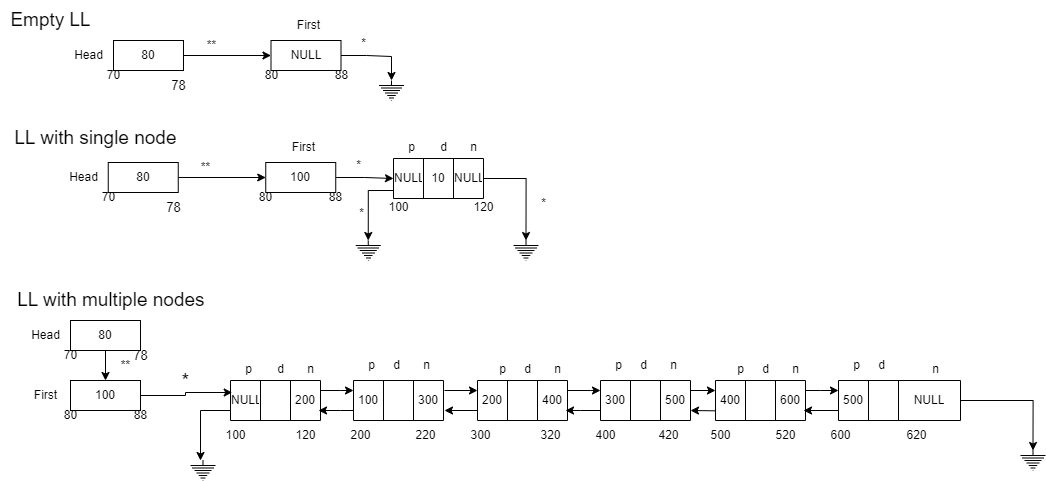 Empty LL
First
Head 80 ** NULL *
70 78 80 88
LL with single node
First p d n
Head 80 ** 100 * NULL 10 NULL
70 78 80 88 * 100 120 *
LL with multiple nodes
Head 80
70 ** 78
p d n p d n p d n p d n p d n p d n
First 100 * NULL 200 100 300 200 400 300 500 400 600 500 NULL
80 88
100 120 200 220 300 320 400 420 500 520 600 620